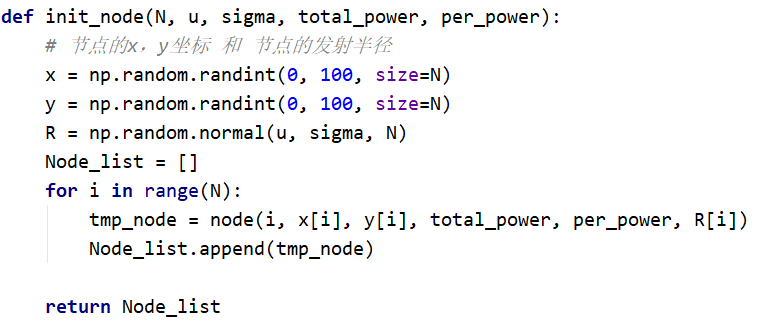 def init_node(N, u, sigma, total_power, per_power):
    # 节点的x，y坐标 和 节点的发射半径
    x = np.random.randint(0, 100, size=N)
    y = np.random.randint(0, 100, size=N)
    R = np.random.normal(u, sigma, N)
    Node_list = []
    for i in range(N):
        tmp_node = node(i, x[i], y[i], total_power, per_power, R[i])
        Node_list.append(tmp_node)

    return Node_list